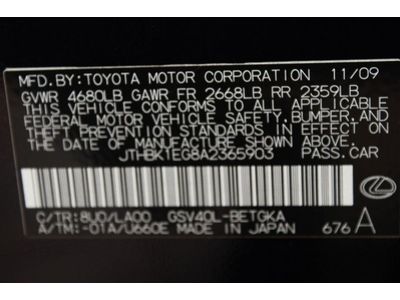 MFD.BY:TOYOTA MOTOR CORPORATION 11/09
GVWR 4680LB GAWR FR 2668LB RR 2359LB
THIS VEHICLE CONFORMS TO ALL APPLICABLE
FEDERAL MOTOR VEHICLE SAFETY,BUMPER,AND
THEFT PREVENTION STANDARDS IN EFFECT ON
THE DATE OF MANUFACTURE SHOWN ABOVE.
JTHBK1EG8A2365903
C/TR:8U0/LA00 GSV40L-BETGKA
A/TM:-01A/U660E MADE IN JAPAN 676 A